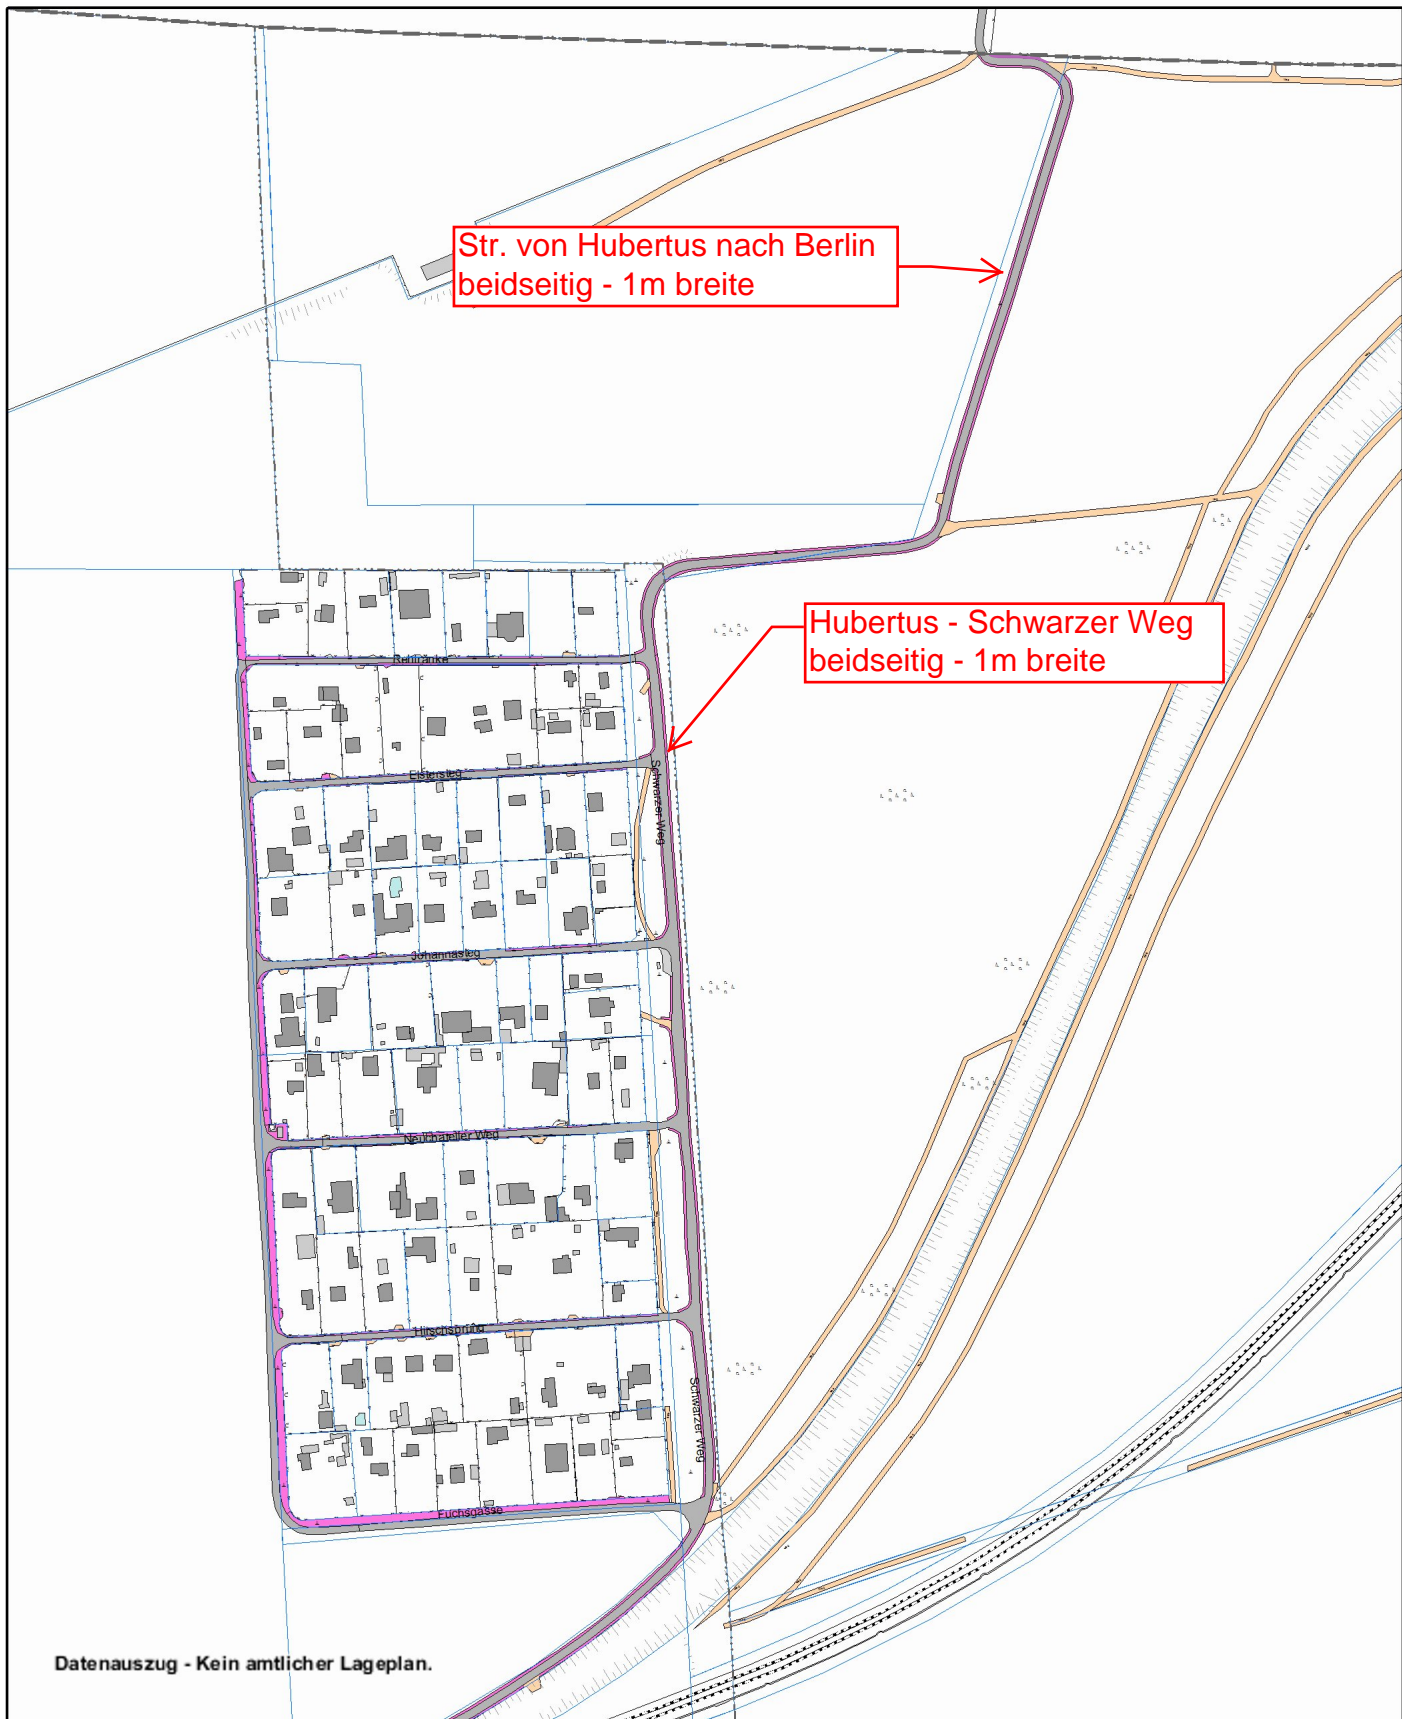 Str. von Hubertus nach Berlin
beidseitig - 1m breite
Hubertus - Schwarzer Weg
beidseitig - 1m breite
Rehtränke
Elstersteg
Schwarzer Weg
Johannasteg
Neuchateller Weg
Hirschsprung
Schwarzer Weg
Fuchsgasse
Datenauszug - Kein amtlicher Lageplan.